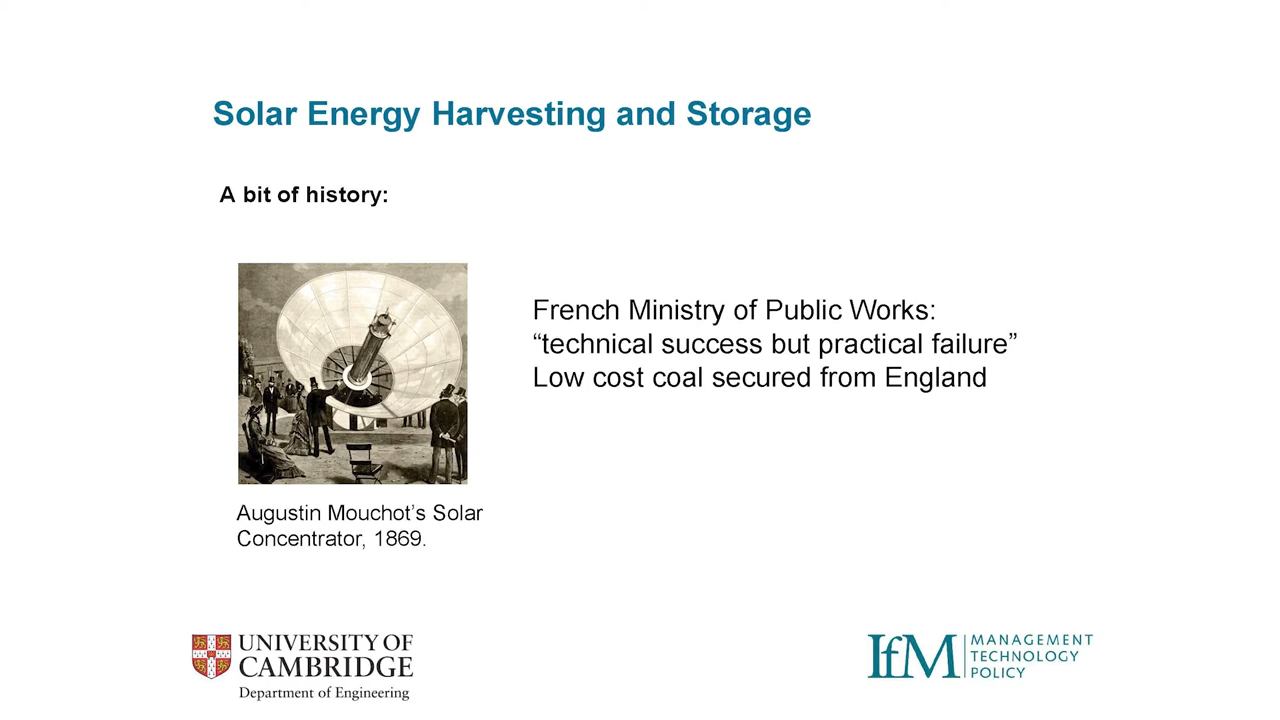 Solar Energy Harvesting and Storage
A bit of history:
French Ministry of Public Works:
“technical success but practical failure”
Low cost coal secured from England
Augustin Mouchot’s Solar
Concentrator, 1869.
UNIVERSITY OF
CAMBRIDGE
Department of Engineering
IfM
MANAGEMENT
TECHNOLOGY
POLICY